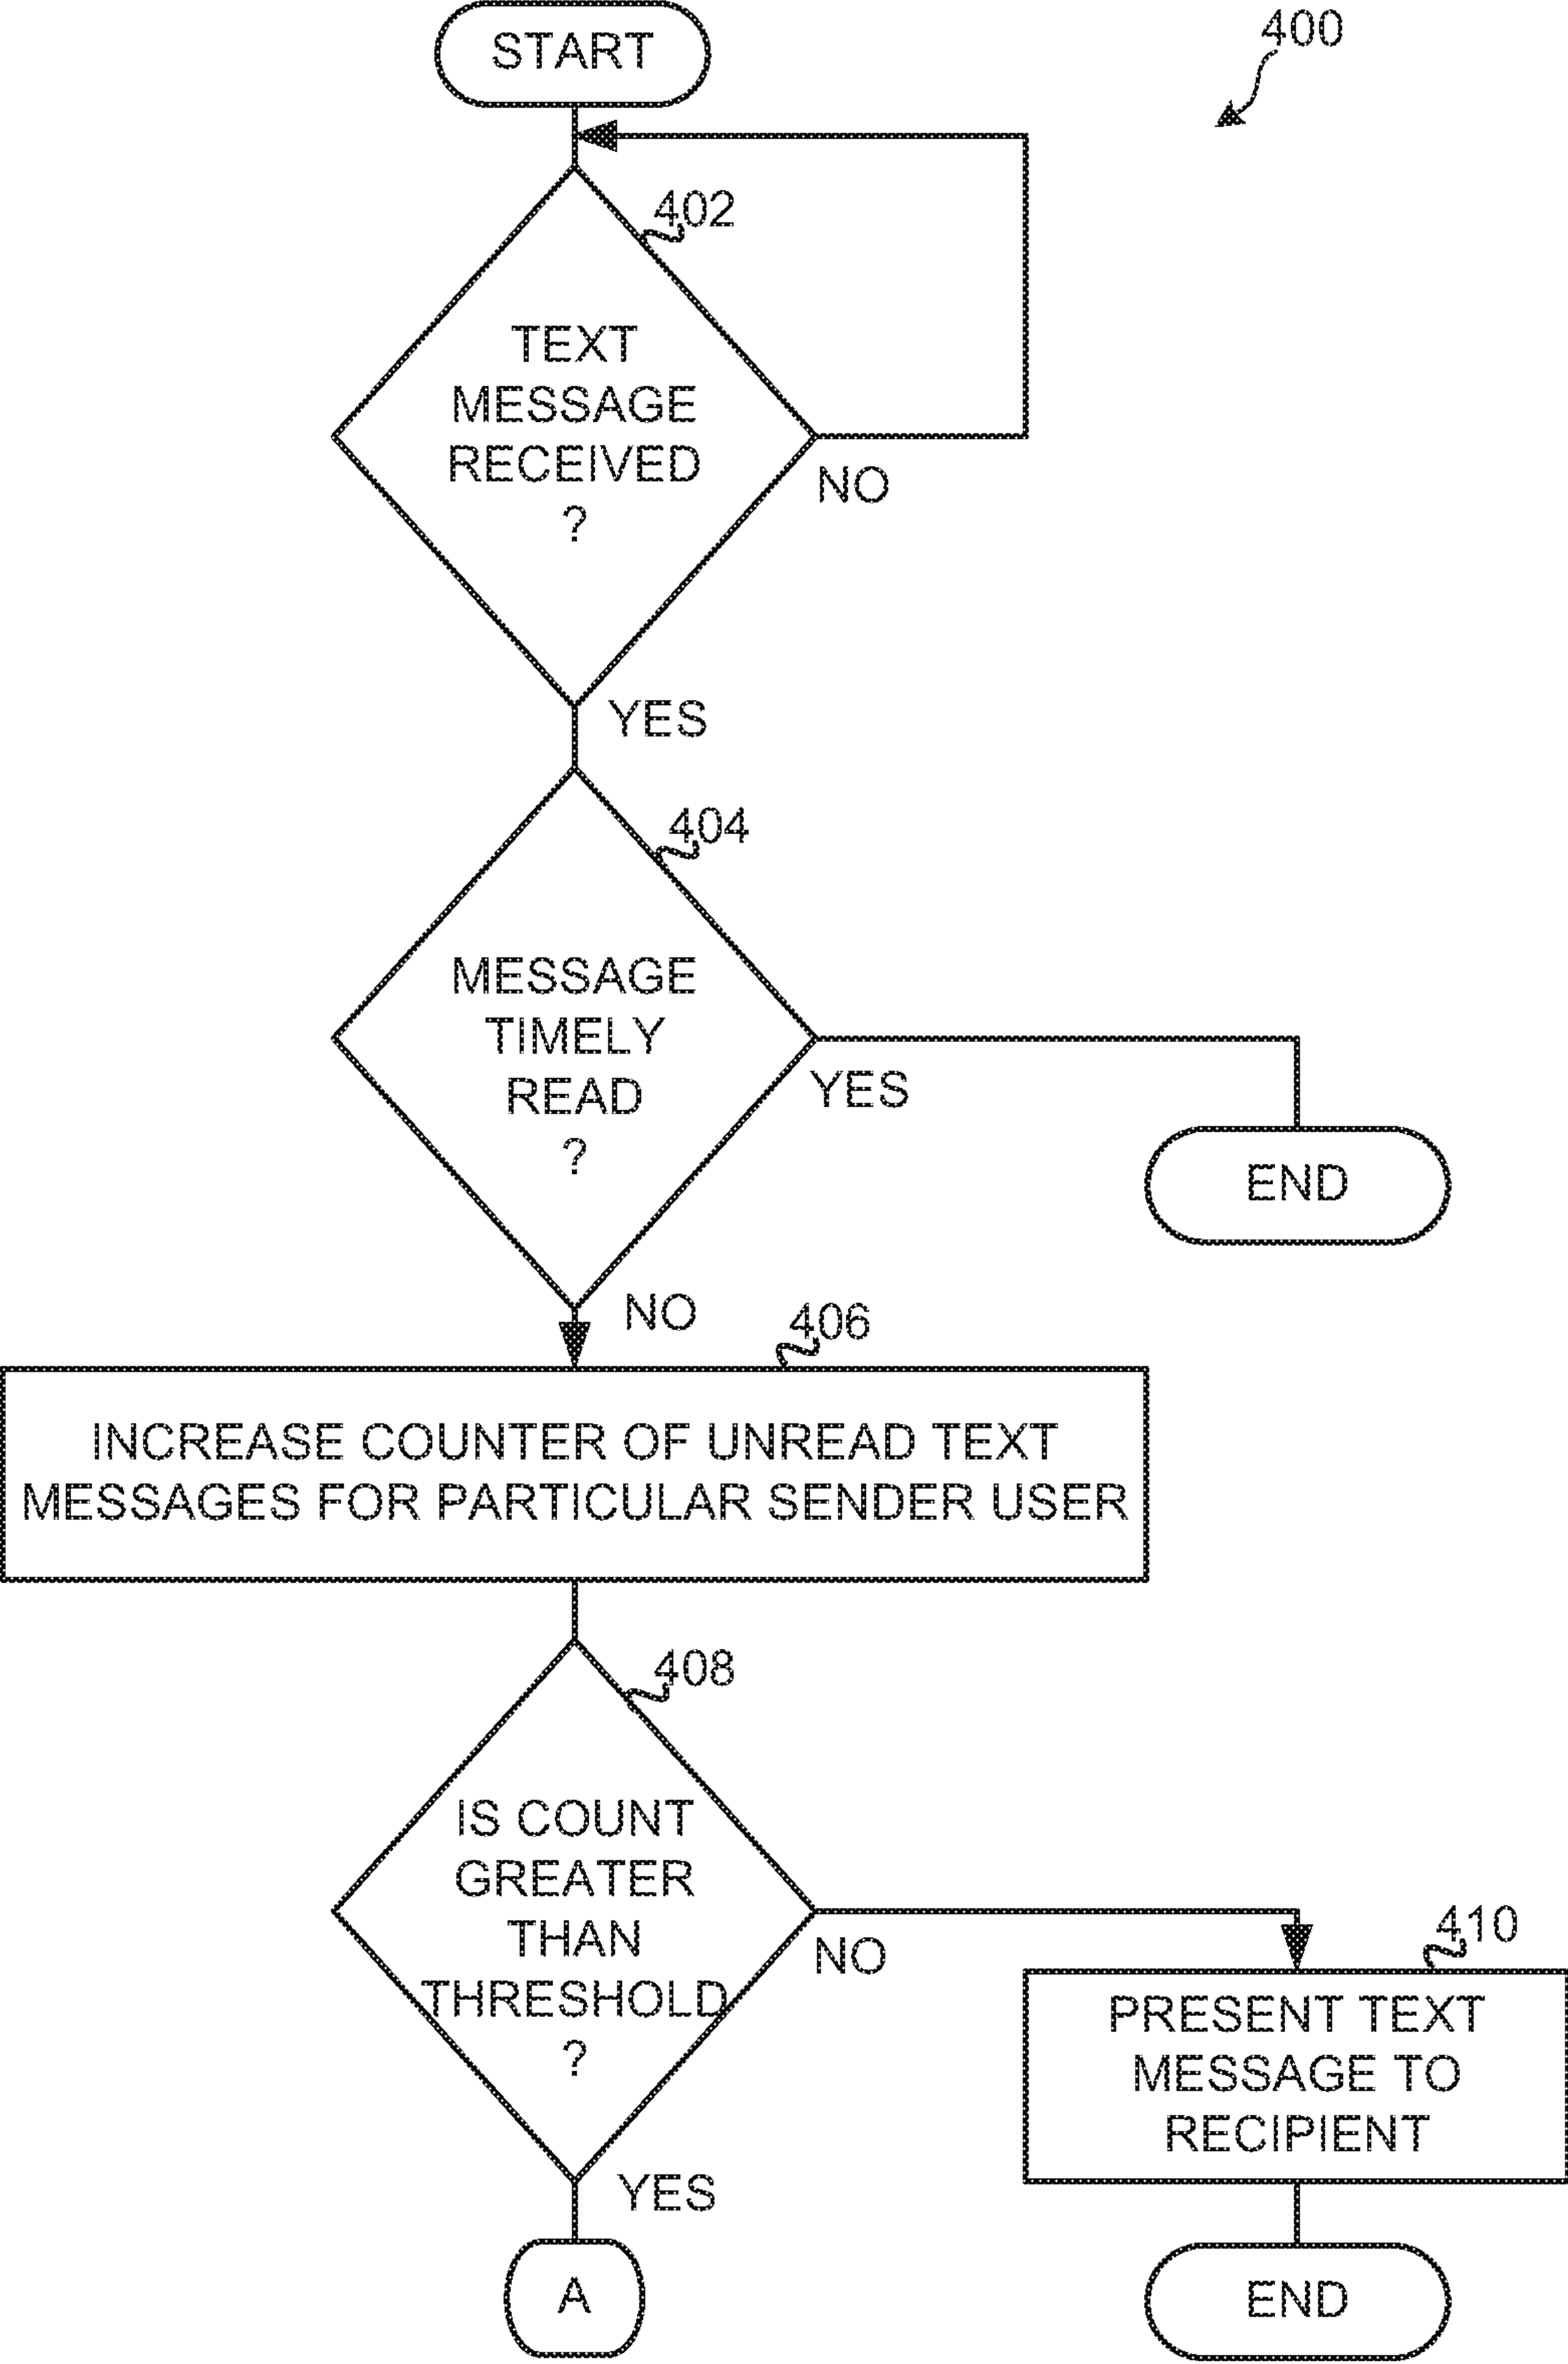 START
400
402
TEXT
MESSAGE
RECEIVED
?
NO
YES
404
MESSAGE
TIMELY
READ
?
YES
END
NO
406
INCREASE COUNTER OF UNREAD TEXT
MESSAGES FOR PARTICULAR SENDER USER
408
IS COUNT
GREATER
THAN
THRESHOLD
?
NO
410
PRESENT TEXT
MESSAGE TO
RECIPIENT
YES
A
END